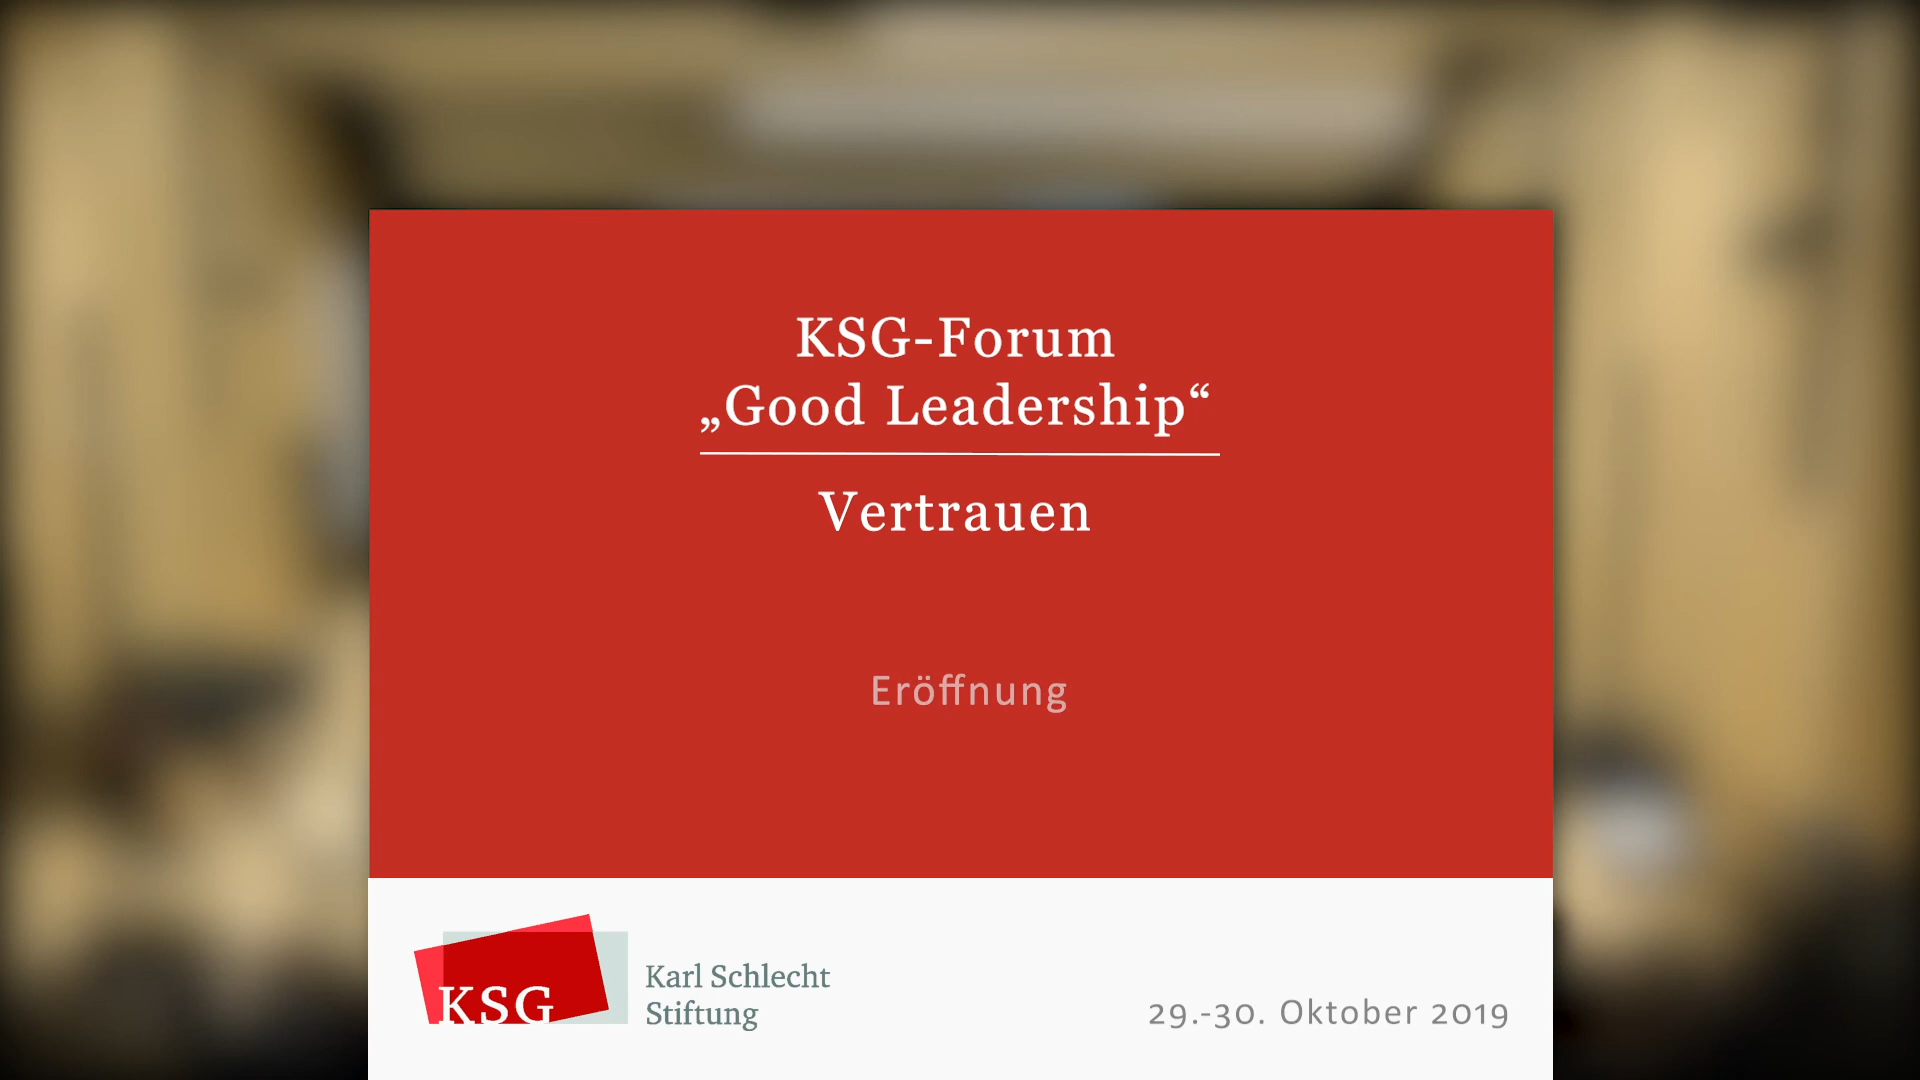 KSG-Forum
„Good Leadership“
Vertrauen
Eröffnung
KSG
Karl Schlecht
Stiftung
29.-30. Oktober 2019